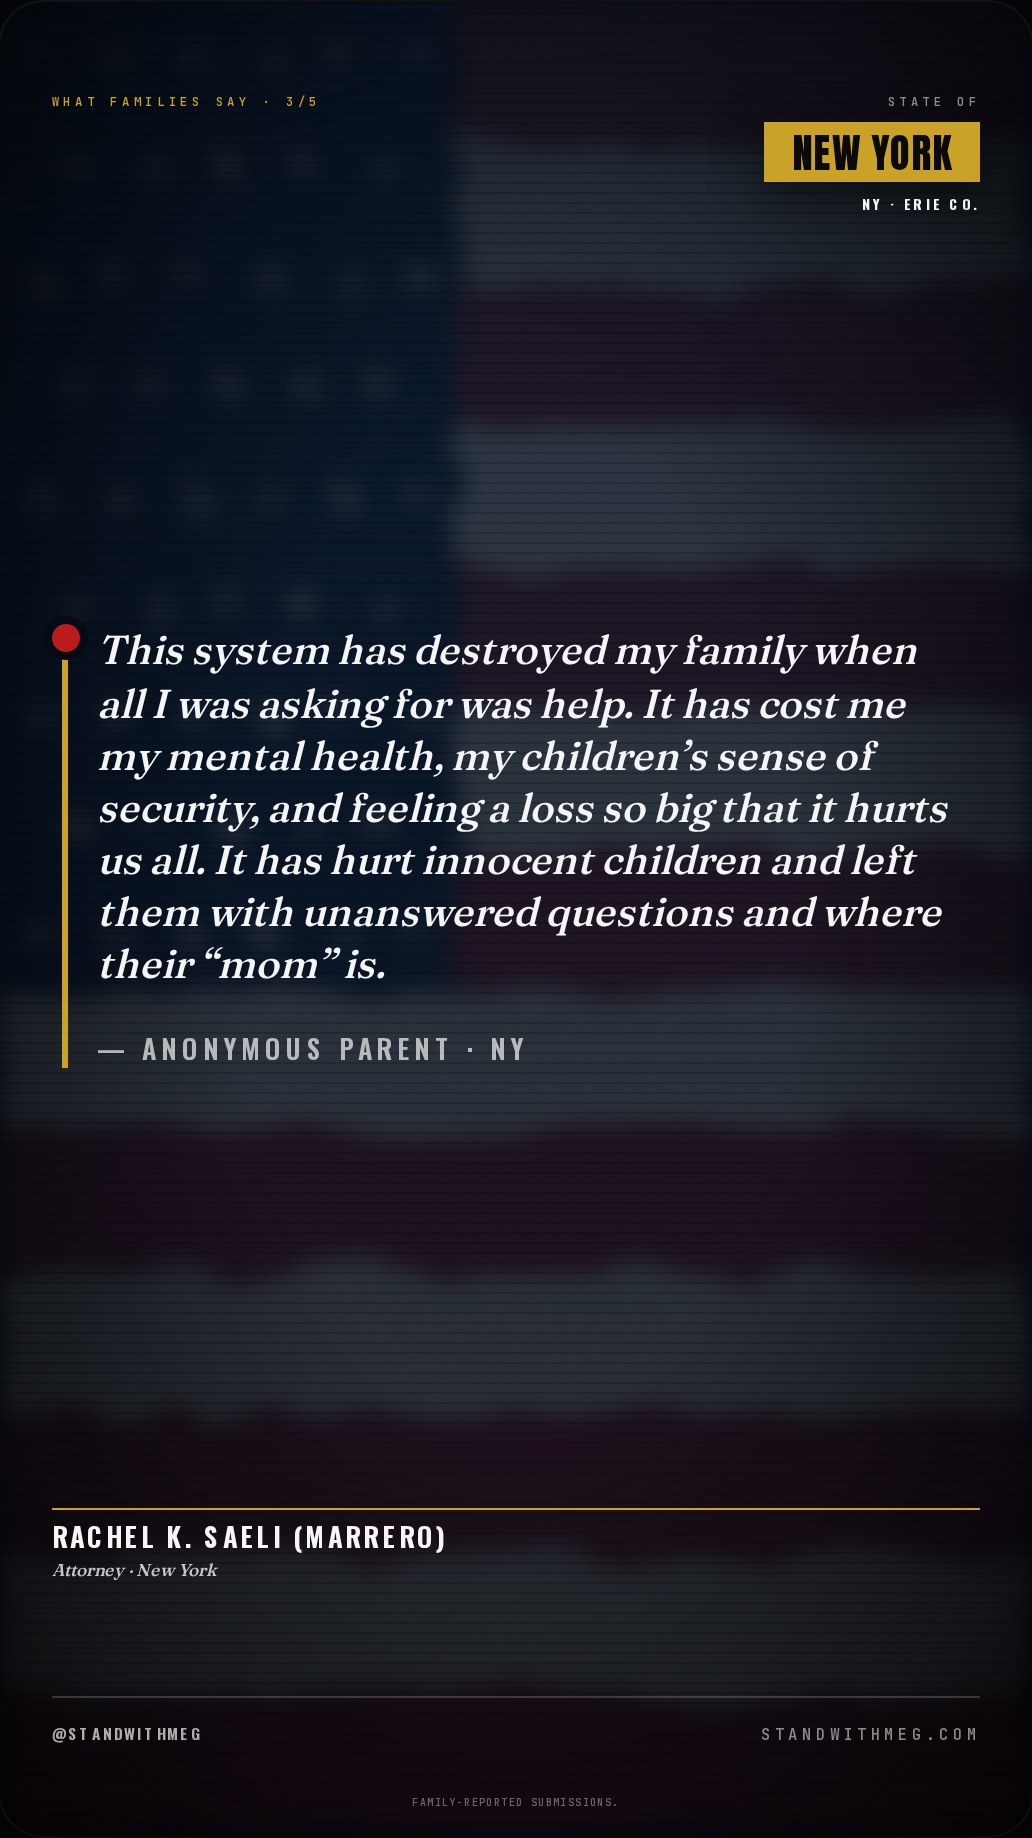 WHAT FAMILIES SAY · 3/5
STATE OF
NEW YORK
NY · ERIE CO.
This system has destroyed my family when
all I was asking for was help. It has cost me
my mental health, my children’s sense of
security, and feeling a loss so big that it hurts
us all. It has hurt innocent children and left
them with unanswered questions and where
their “mom” is.
— ANONYMOUS PARENT · NY
RACHEL K. SAELI (MARRERO)
Attorney · New York
@STANDWITHMEG
STANDWITHMEG.COM
FAMILY-REPORTED SUBMISSIONS.